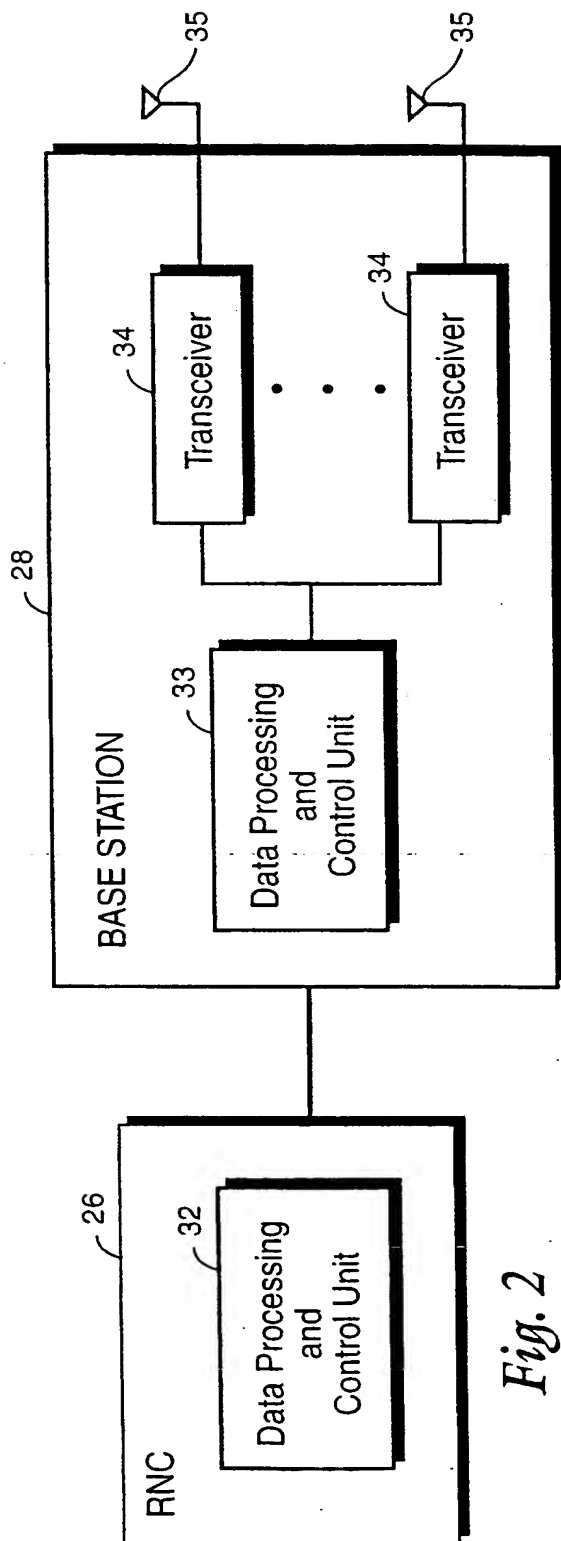 RNC
26
32
Data Processing
and
Control Unit
BASE STATION
28
33
Data Processing
and
Control Unit
34
Transceiver
34
Transceiver
35
35
Fig. 2